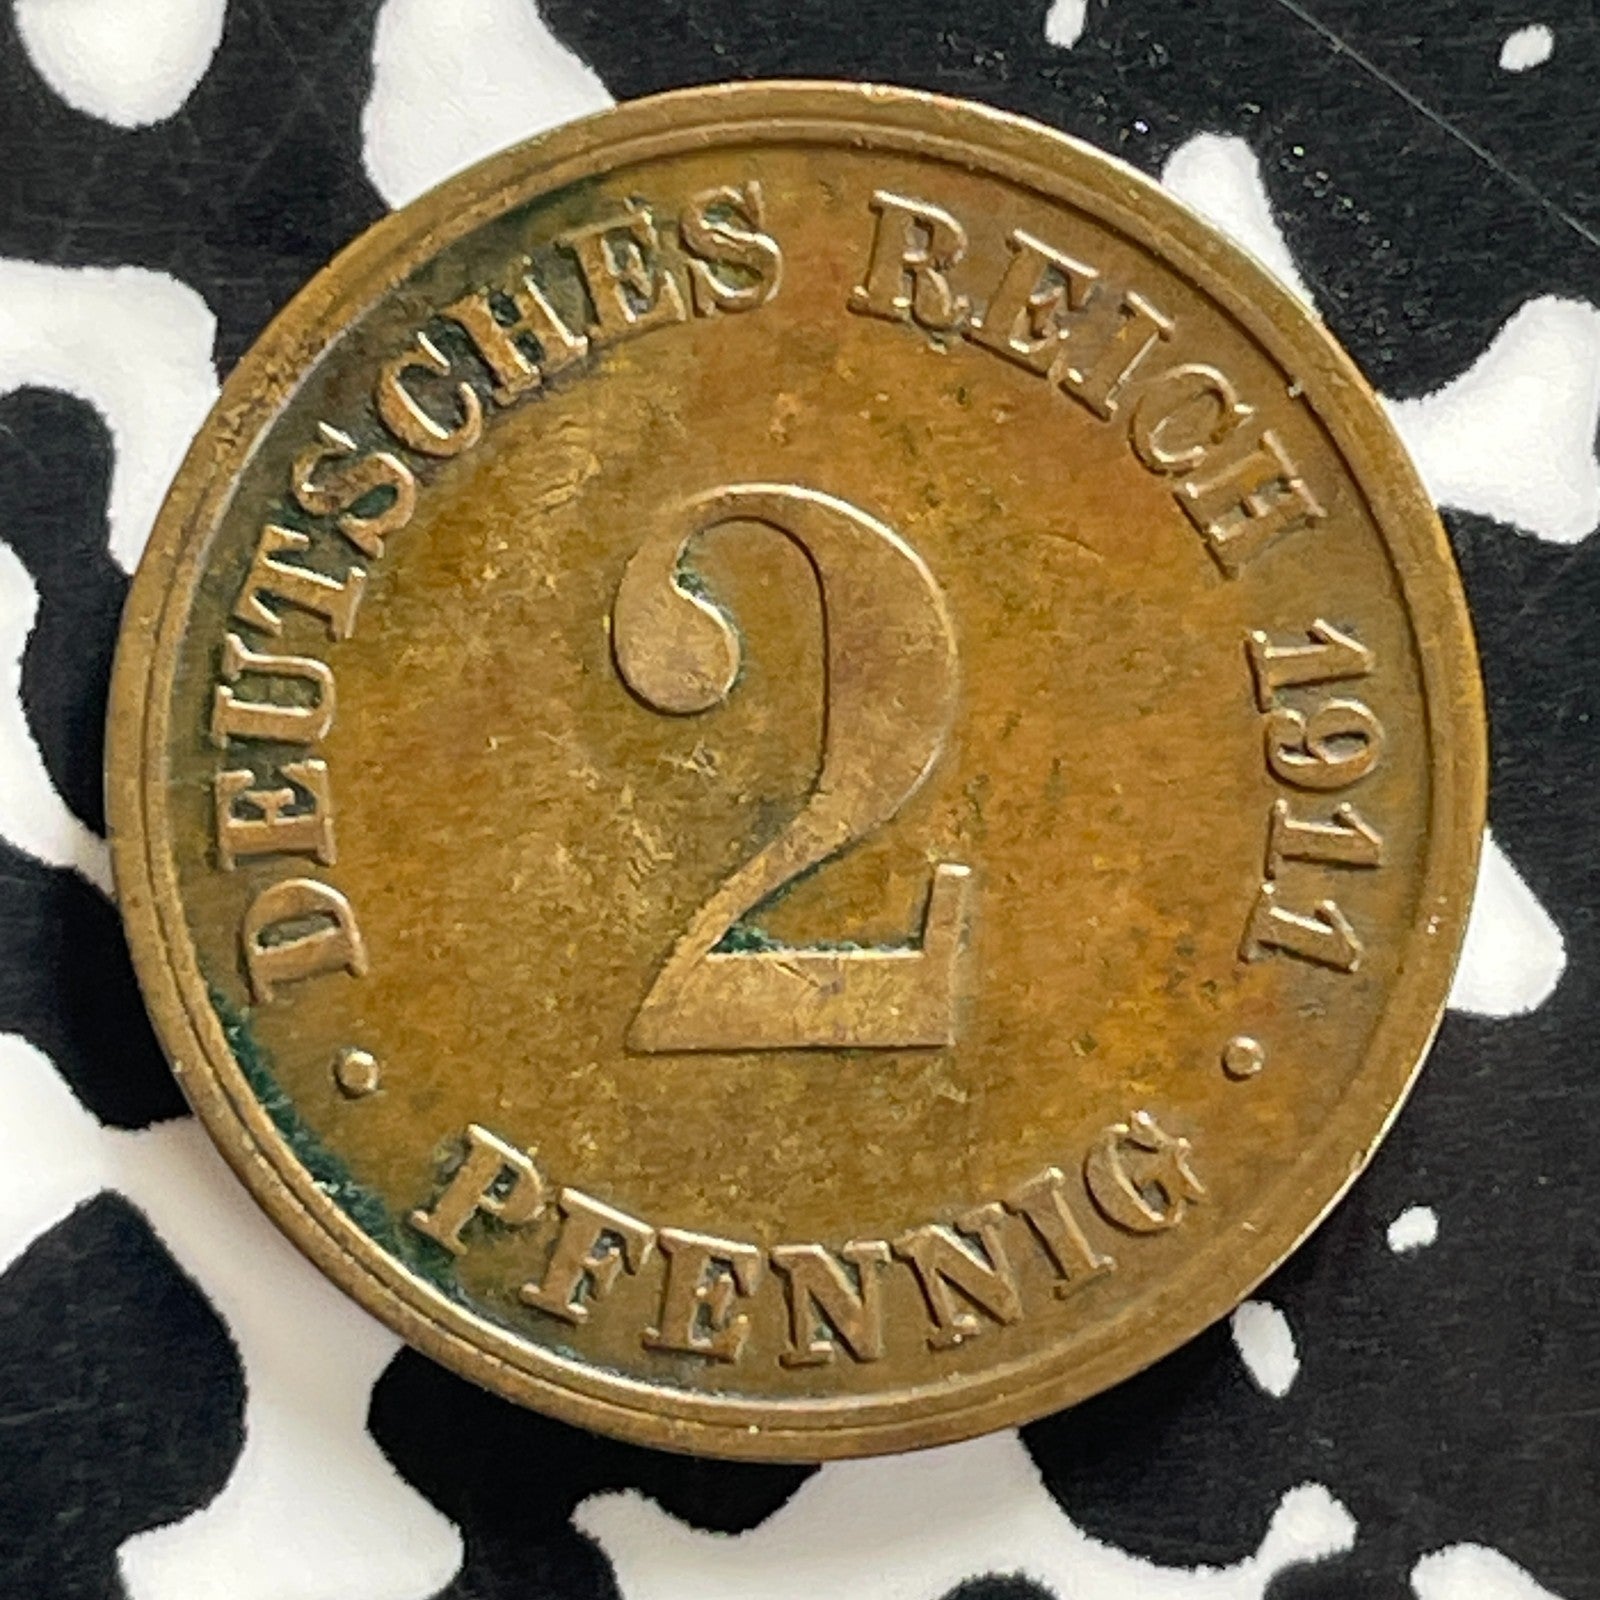 DEUTSCHES REICH 1911
2
· PFENNIG ·